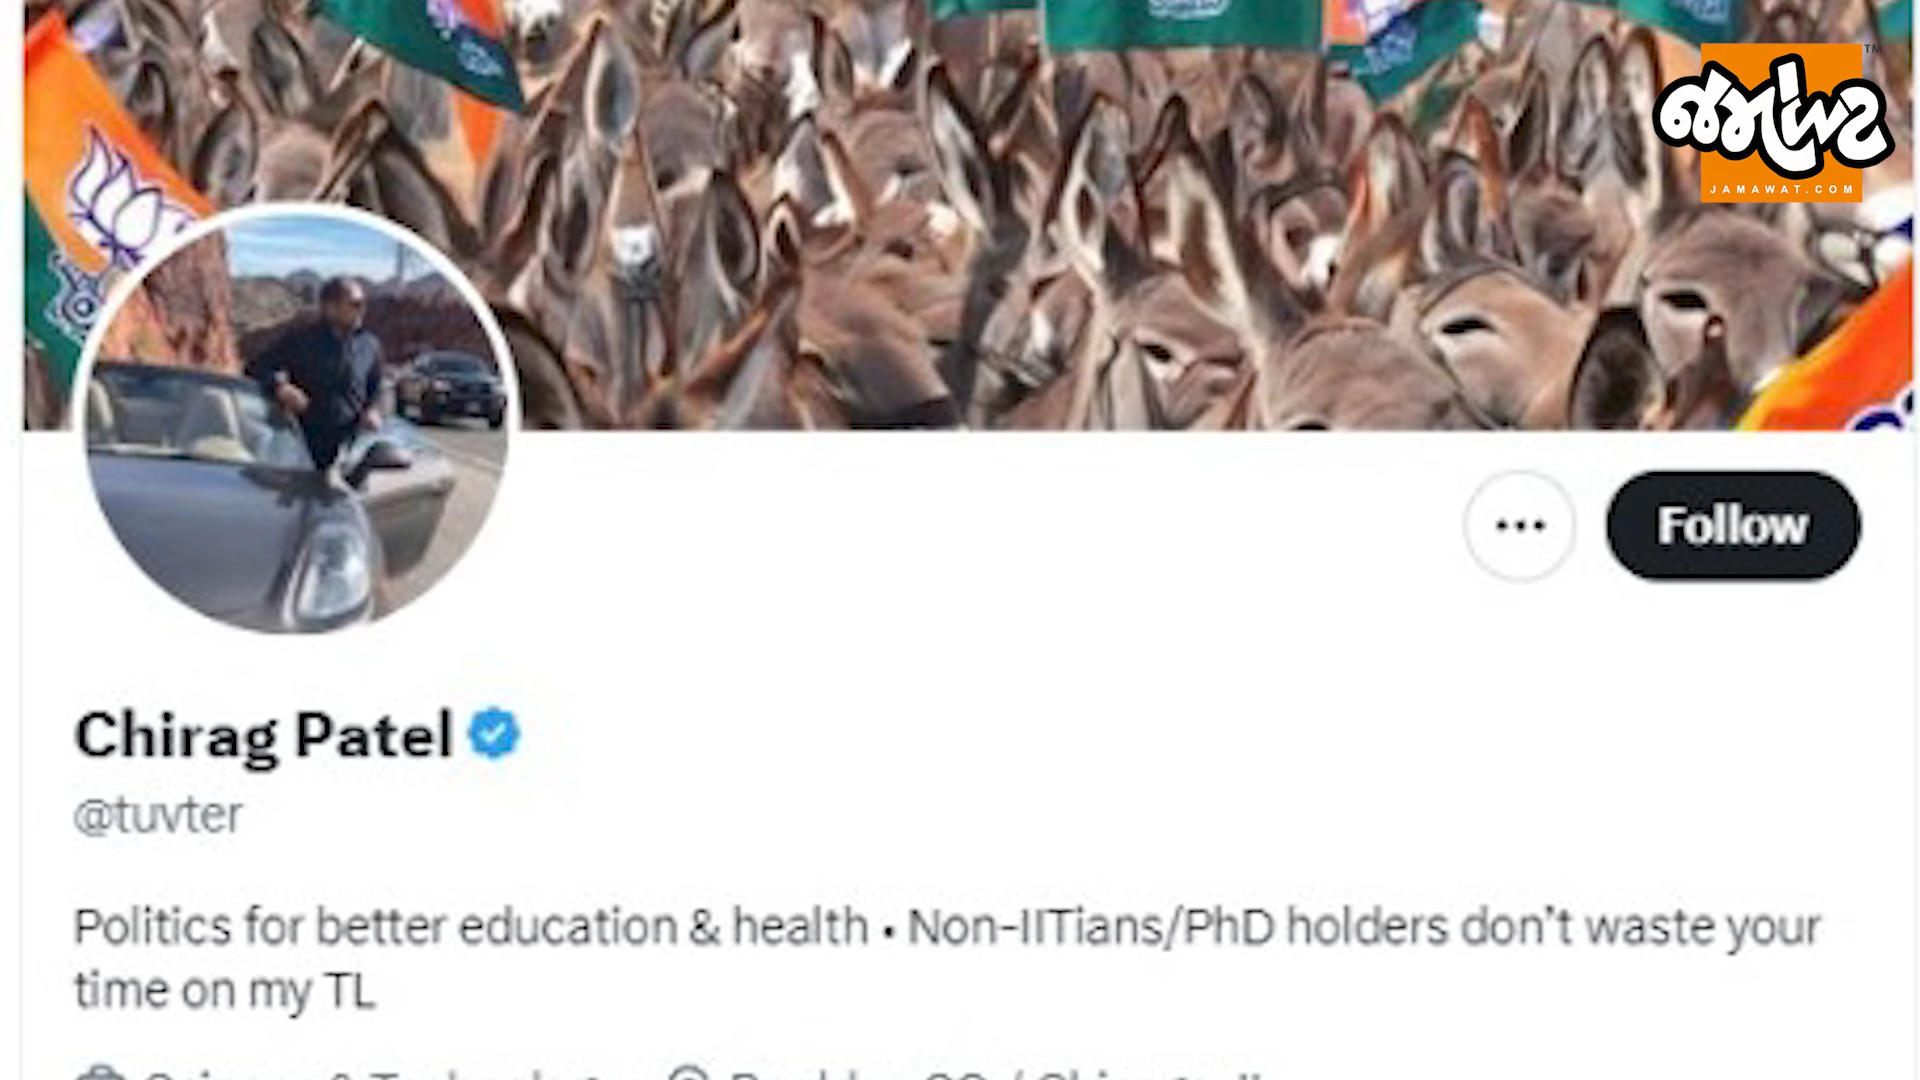 જમાવટ
TM
JAMAWAT.COM
Follow
Chirag Patel
@tuvter
Politics for better education & health • Non-IITians/PhD holders don't waste your
time on my TL